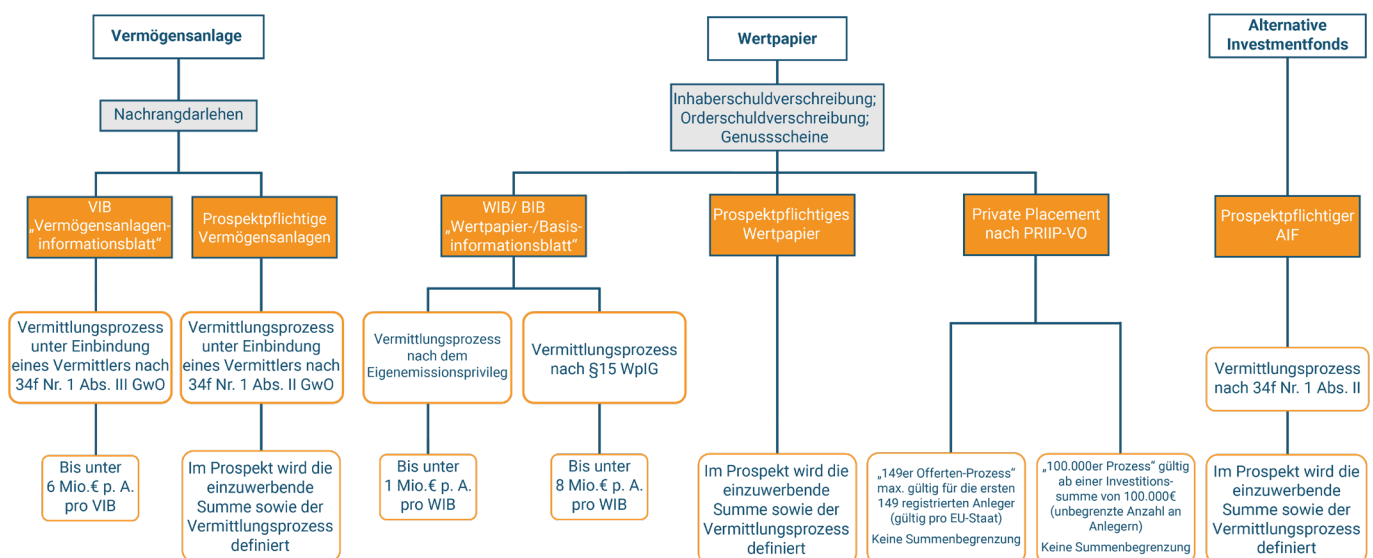 Vermögensanlage
Nachrangdarlehen
VIB
„Vermögensanlagen-
informationsblatt“
Prospektpflichtige
Vermögensanlagen
Vermittlungsprozess
unter Einbindung
eines Vermittlers nach
34f Nr. 1 Abs. III GwO
Vermittlungsprozess
unter Einbindung
eines Vermittlers nach
34f Nr. 1 Abs. II GwO
Bis unter
6 Mio.€ p. A.
pro VIB
Im Prospekt wird die
einzuwerbende
Summe sowie der
Vermittlungsprozess
definiert
Wertpapier
Inhaberschuldverschreibung;
Orderschuldverschreibung;
Genussscheine
WIB/ BIB
„Wertpapier-/Basis-
informationsblatt“
Prospektpflichtiges
Wertpapier
Private Placement
nach PRIIP-VO
Vermittlungsprozess
nach dem
Eigenemissionsprivileg
Vermittlungsprozess
nach §15 WpIG
Bis unter
1 Mio.€ p. A.
pro WIB
Bis unter
8 Mio.€ p. A.
pro WIB
Im Prospekt wird die
einzuwerbende
Summe sowie der
Vermittlungsprozess
definiert
„149er Offerten-Prozess“
max. gültig für die ersten
149 registrierten Anleger
(gültig pro EU-Staat)
Keine Summenbegrenzung
„100.000er Prozess“ gültig
ab einer Investitions-
summe von 100.000€
(unbegrenzte Anzahl an
Anlegern)
Keine Summenbegrenzung
Alternative
Investmentfonds
Prospektpflichtiger
AIF
Vermittlungsprozess
nach 34f Nr. 1 Abs. II
Im Prospekt wird die
einzuwerbende
Summe sowie der
Vermittlungsprozess
definiert